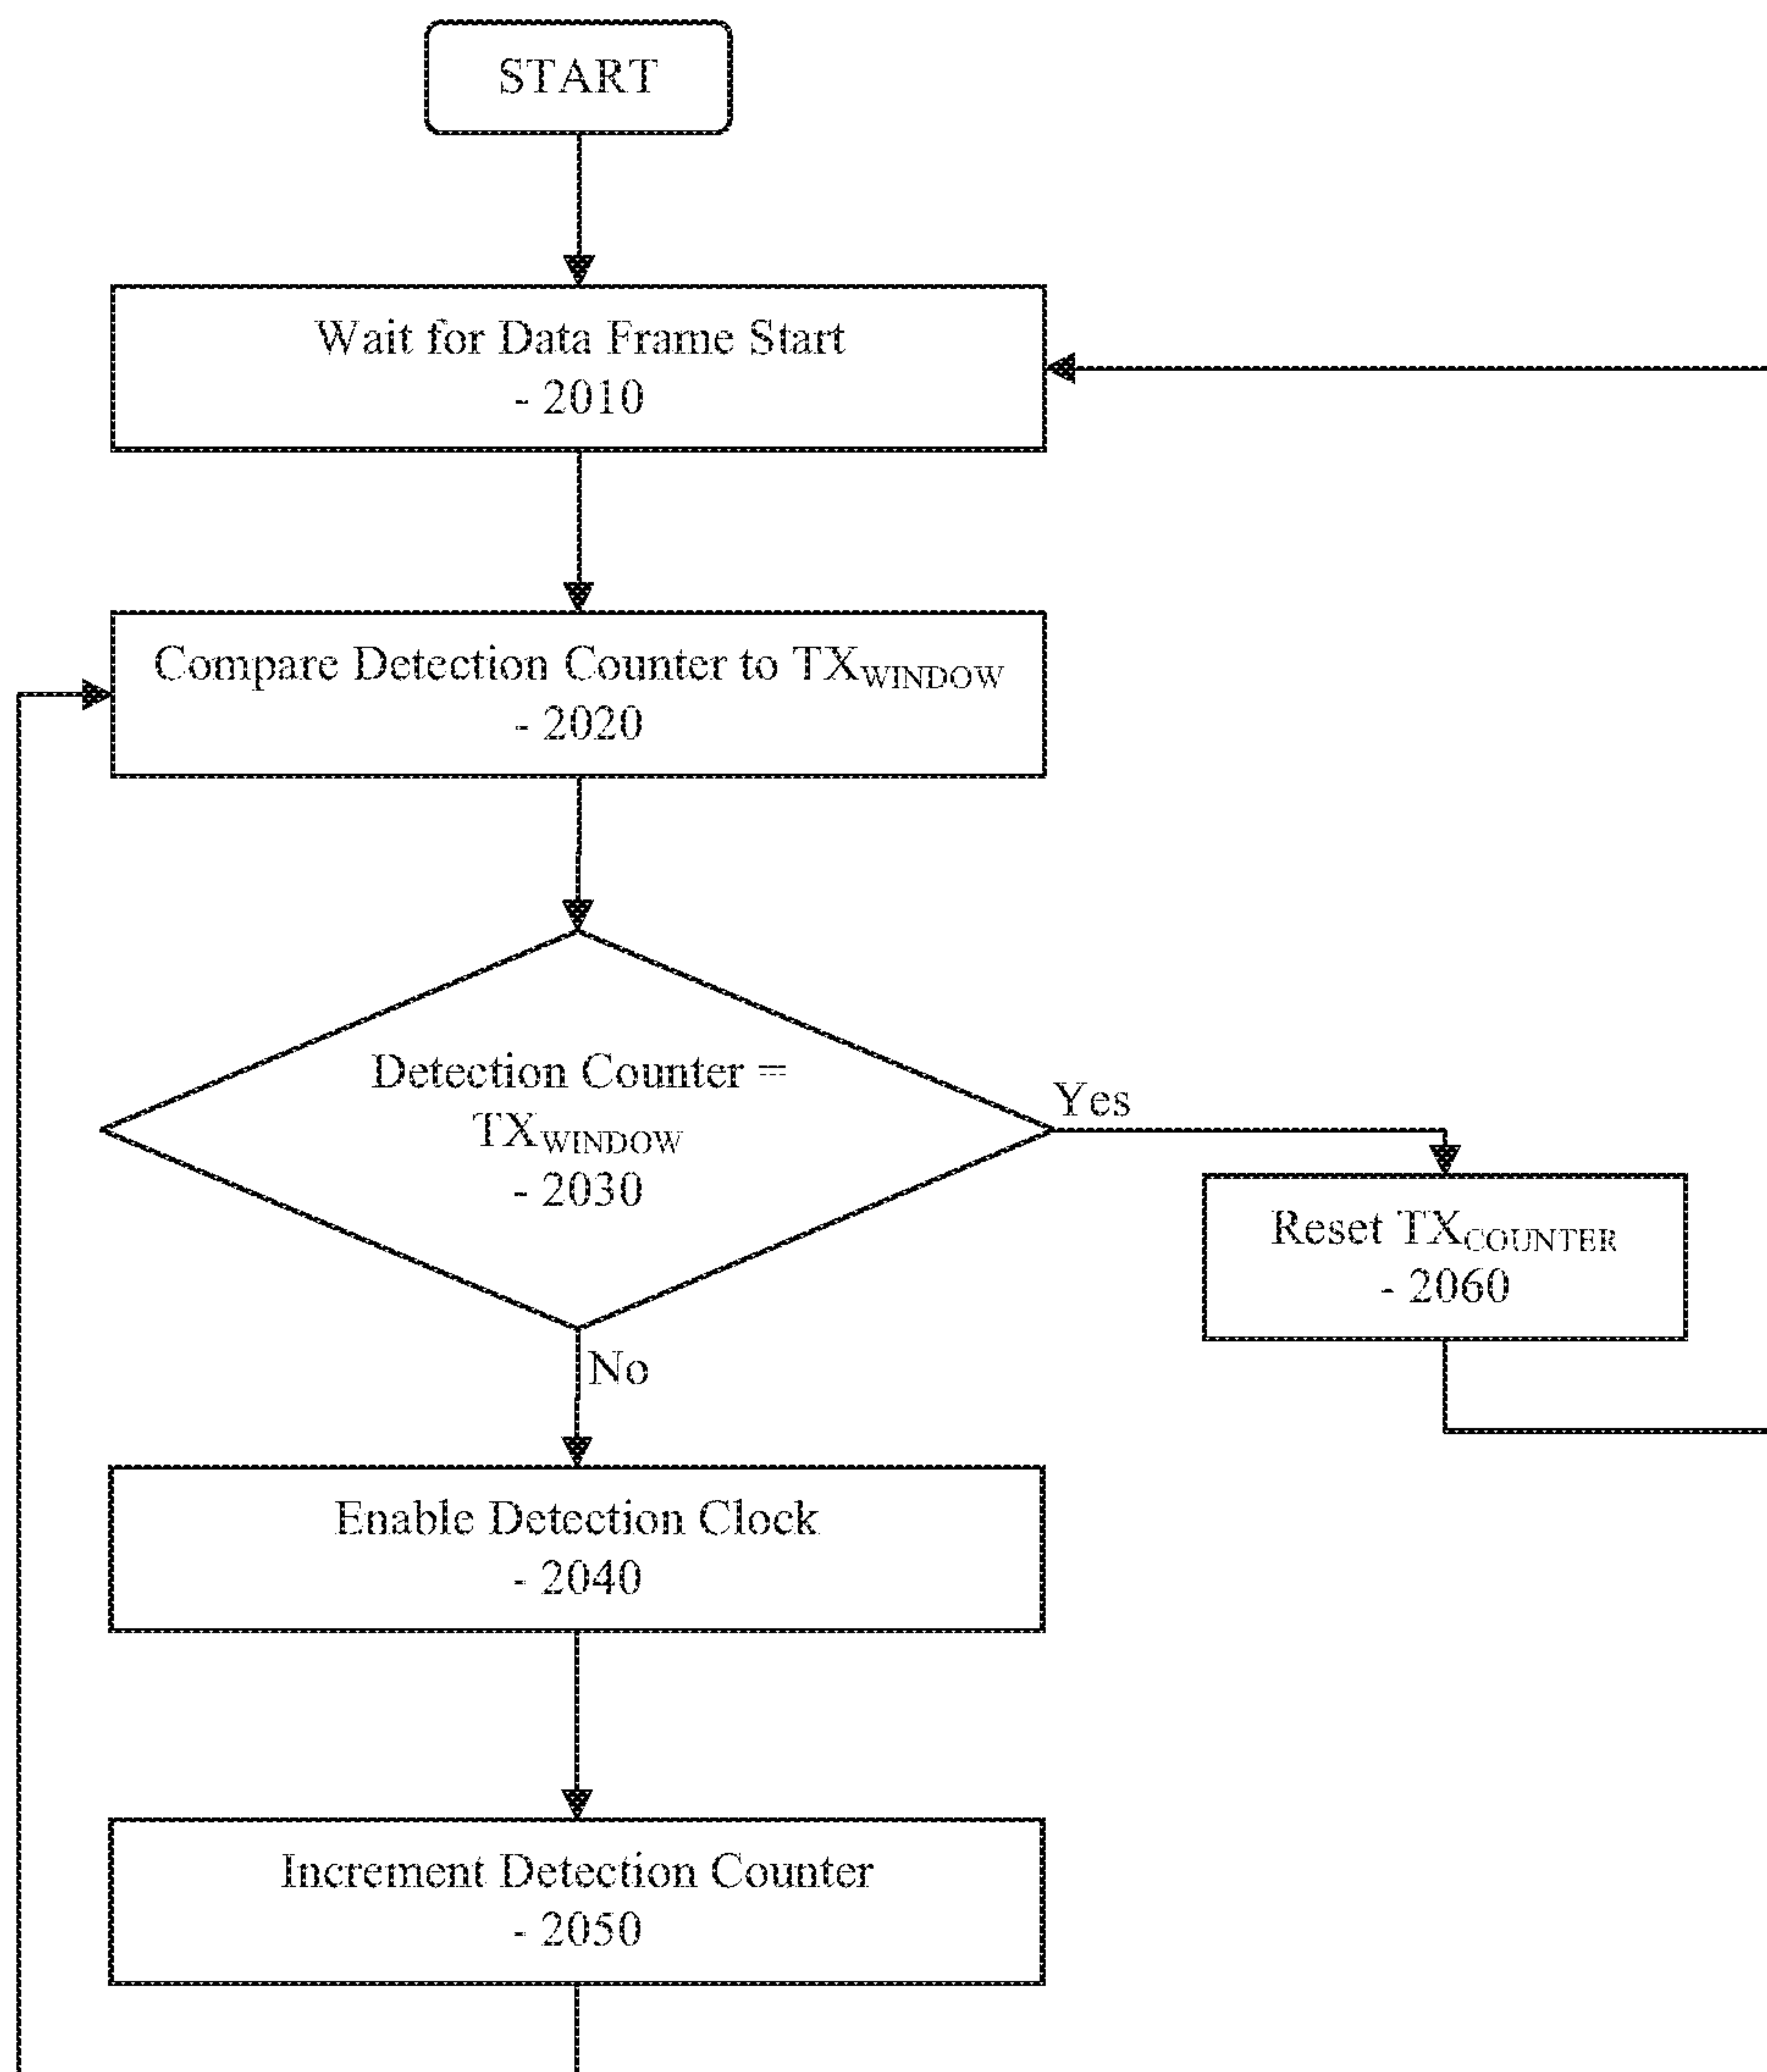 START
Wait for Data Frame Start
- 2010
Compare Detection Counter to TXWINDOW
- 2020
Detection Counter =
TXWINDOW
- 2030
Yes
Reset TXCOUNTER
- 2060
No
Enable Detection Clock
- 2040
Increment Detection Counter
- 2050